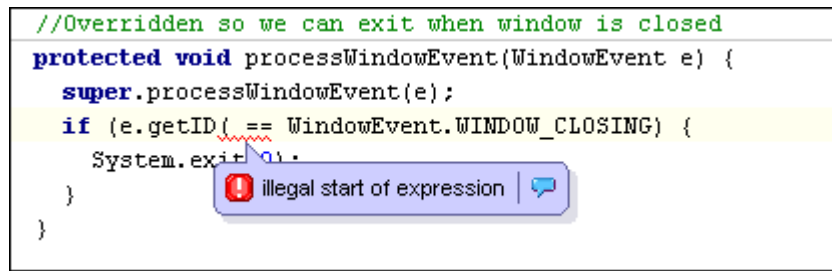 //Overridden so we can exit when window is closed
protected void processWindowEvent(WindowEvent e) {
super.processWindowEvent(e);
if (e.getID( == WindowEvent.WINDOW_CLOSING) {
System.exit(0);
illegal start of expression
}
}